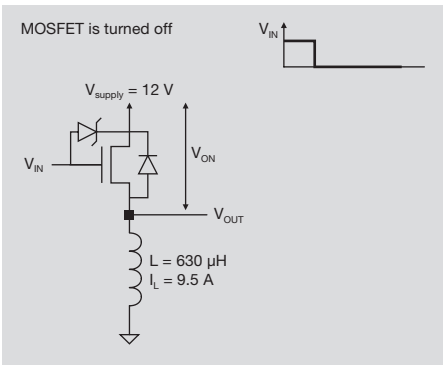 MOSFET is turned off
V_IN
V_supply = 12 V
V_IN
V_ON
V_OUT
L = 630 µH
I_L = 9.5 A